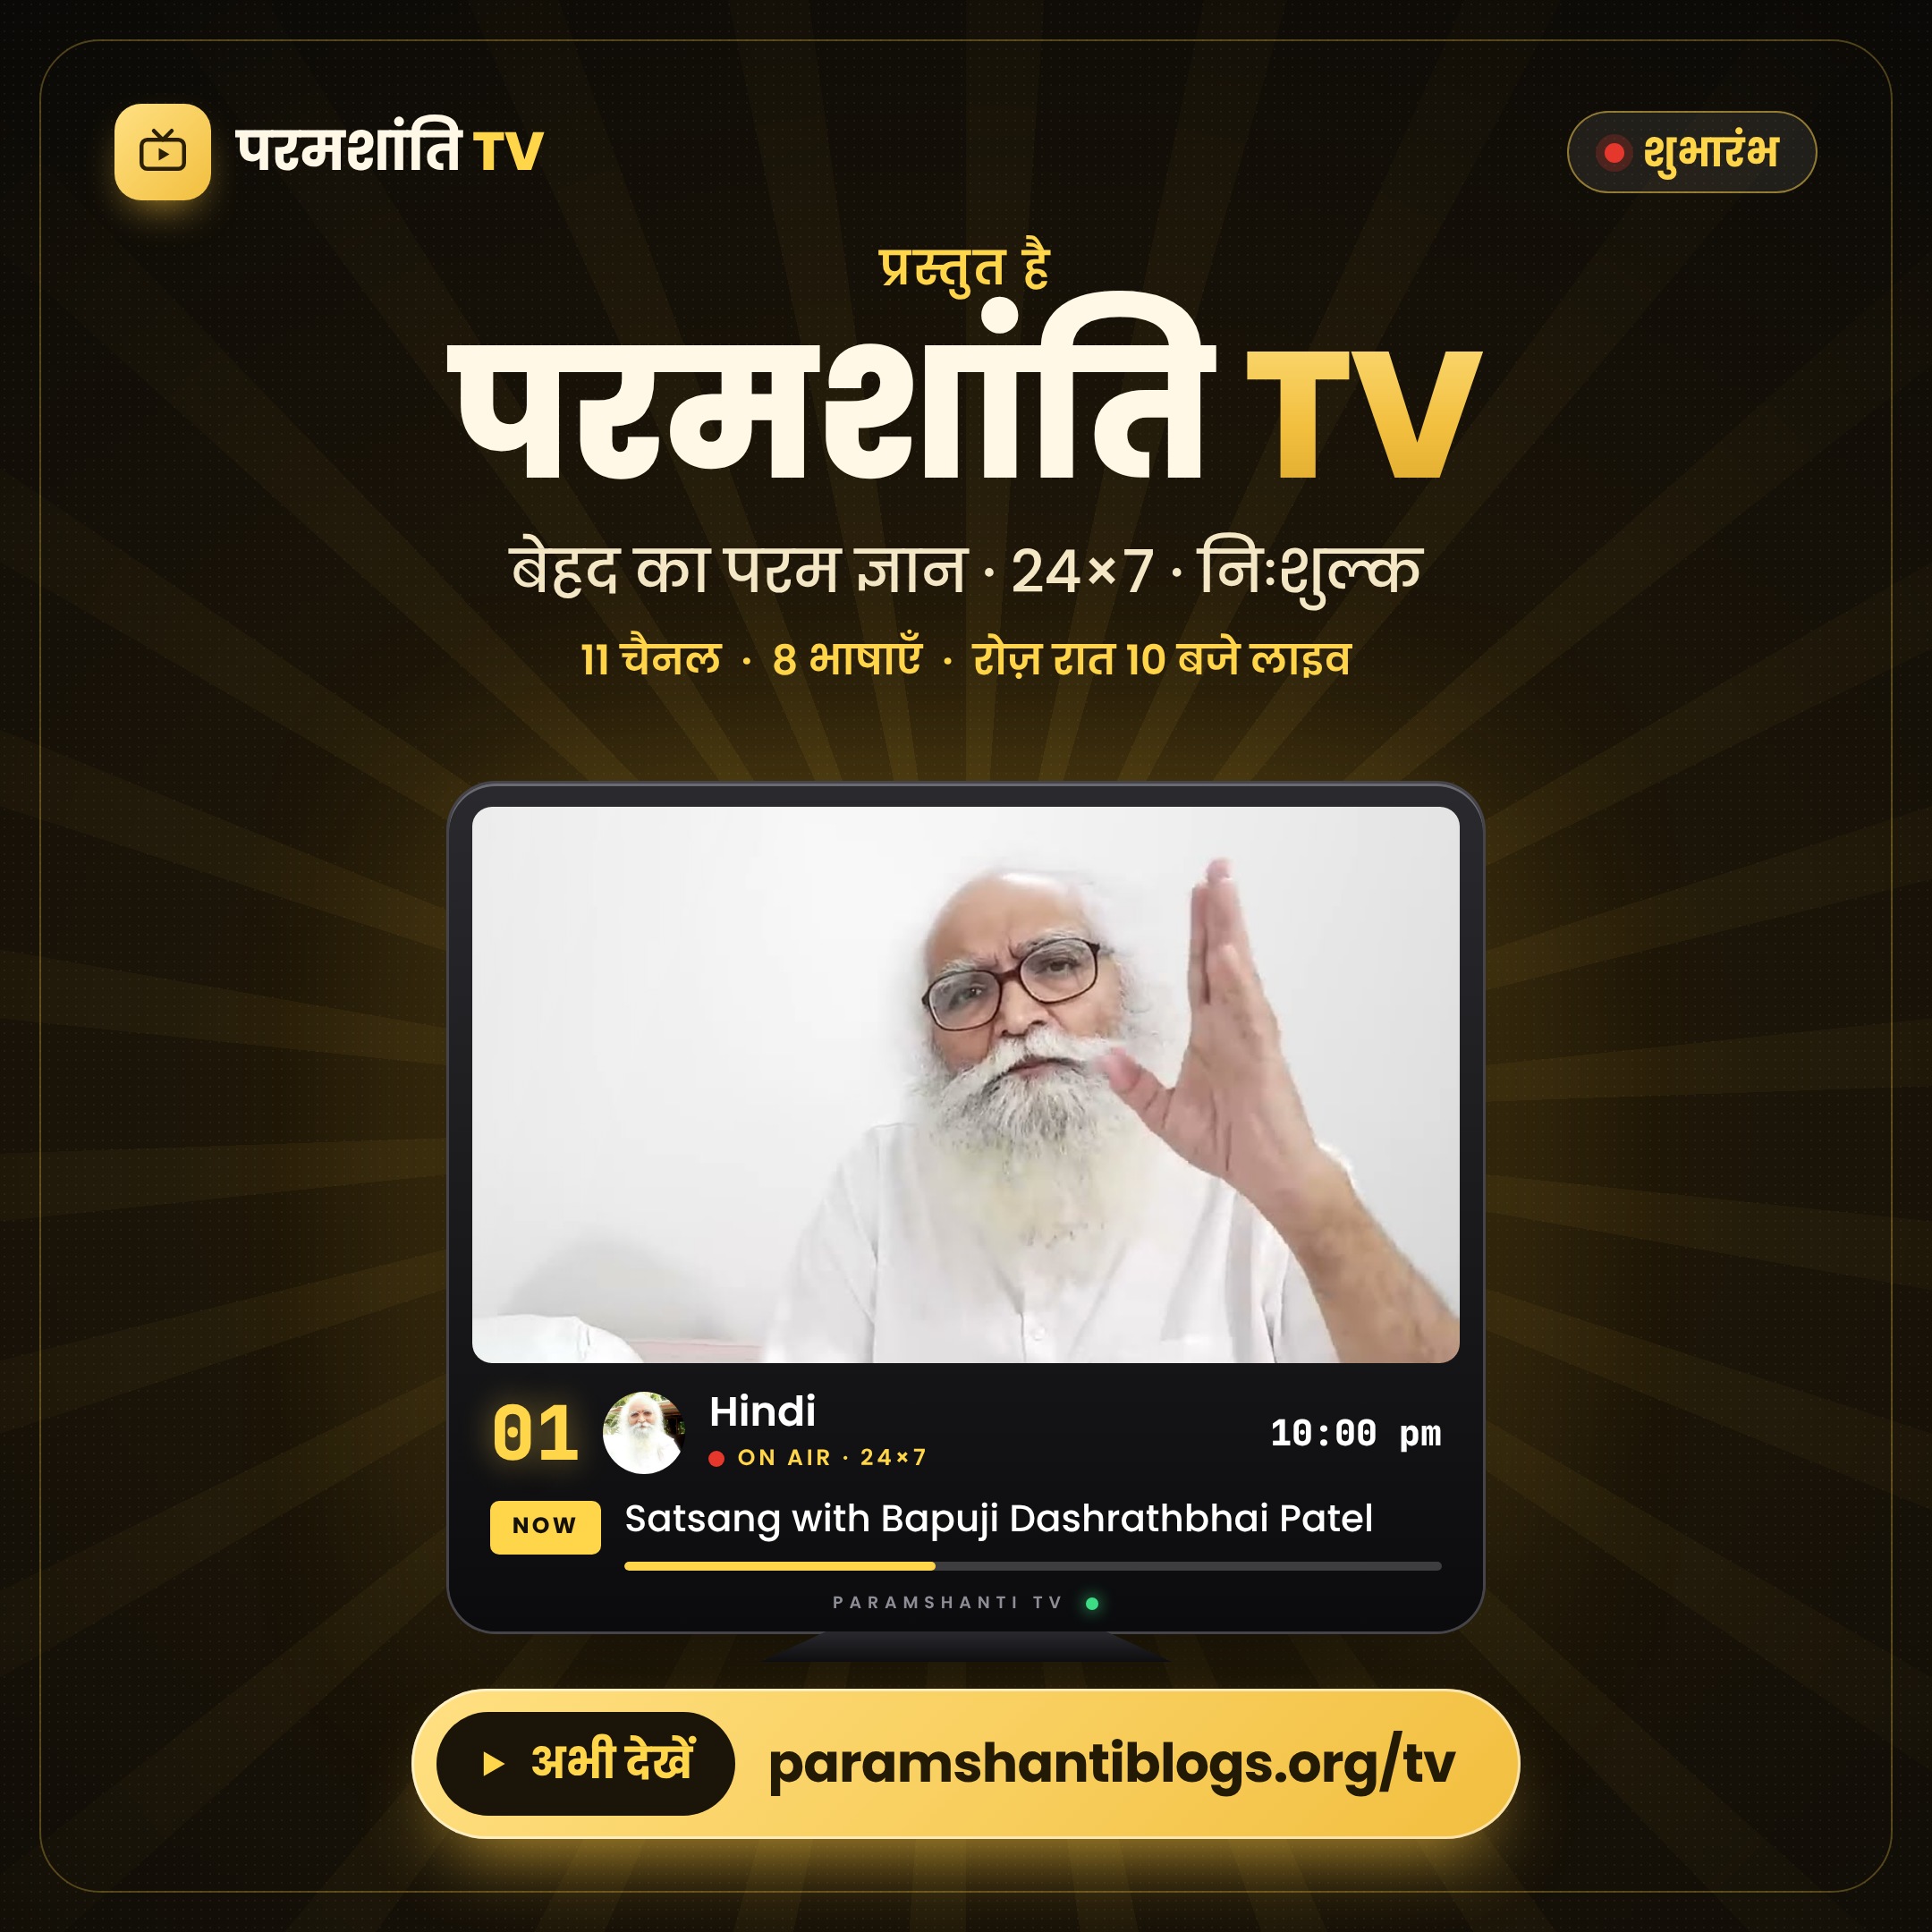 परमशांति TV
शुभारंभ
प्रस्तुत है
परमशांति TV
बेहद का परम ज्ञान · 24×7 · निःशुल्क
11 चैनल · 8 भाषाएँ · रोज़ रात 10 बजे लाइव
01
Hindi
ON AIR · 24×7
10:00 pm
NOW
Satsang with Bapuji Dashrathbhai Patel
PARAMSHANTI TV
अभी देखें
paramshantiblogs.org/tv